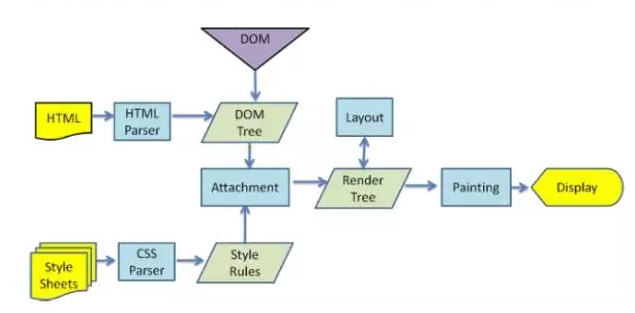 DOM
HTML
HTML
Parser
DOM
Tree
Layout
Attachment
Render
Tree
Painting
Display
Style
Sheets
CSS
Parser
Style
Rules